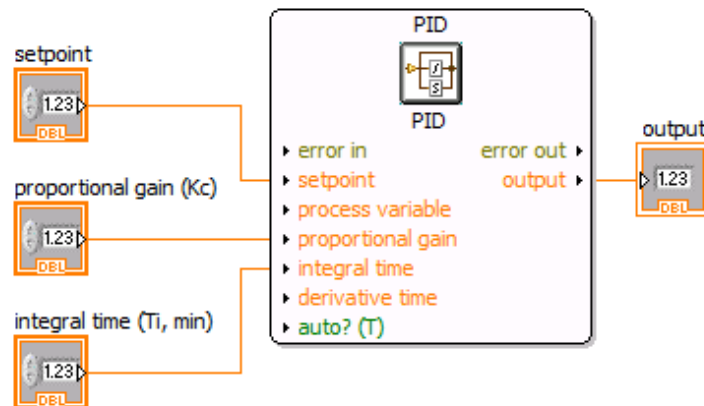 PID
setpoint
1.23
DBL
PID
error in
error out
output
setpoint
output
1.23
DBL
proportional gain (Kc)
process variable
1.23
DBL
proportional gain
integral time
derivative time
integral time (Ti, min)
auto? (T)
1.23
DBL